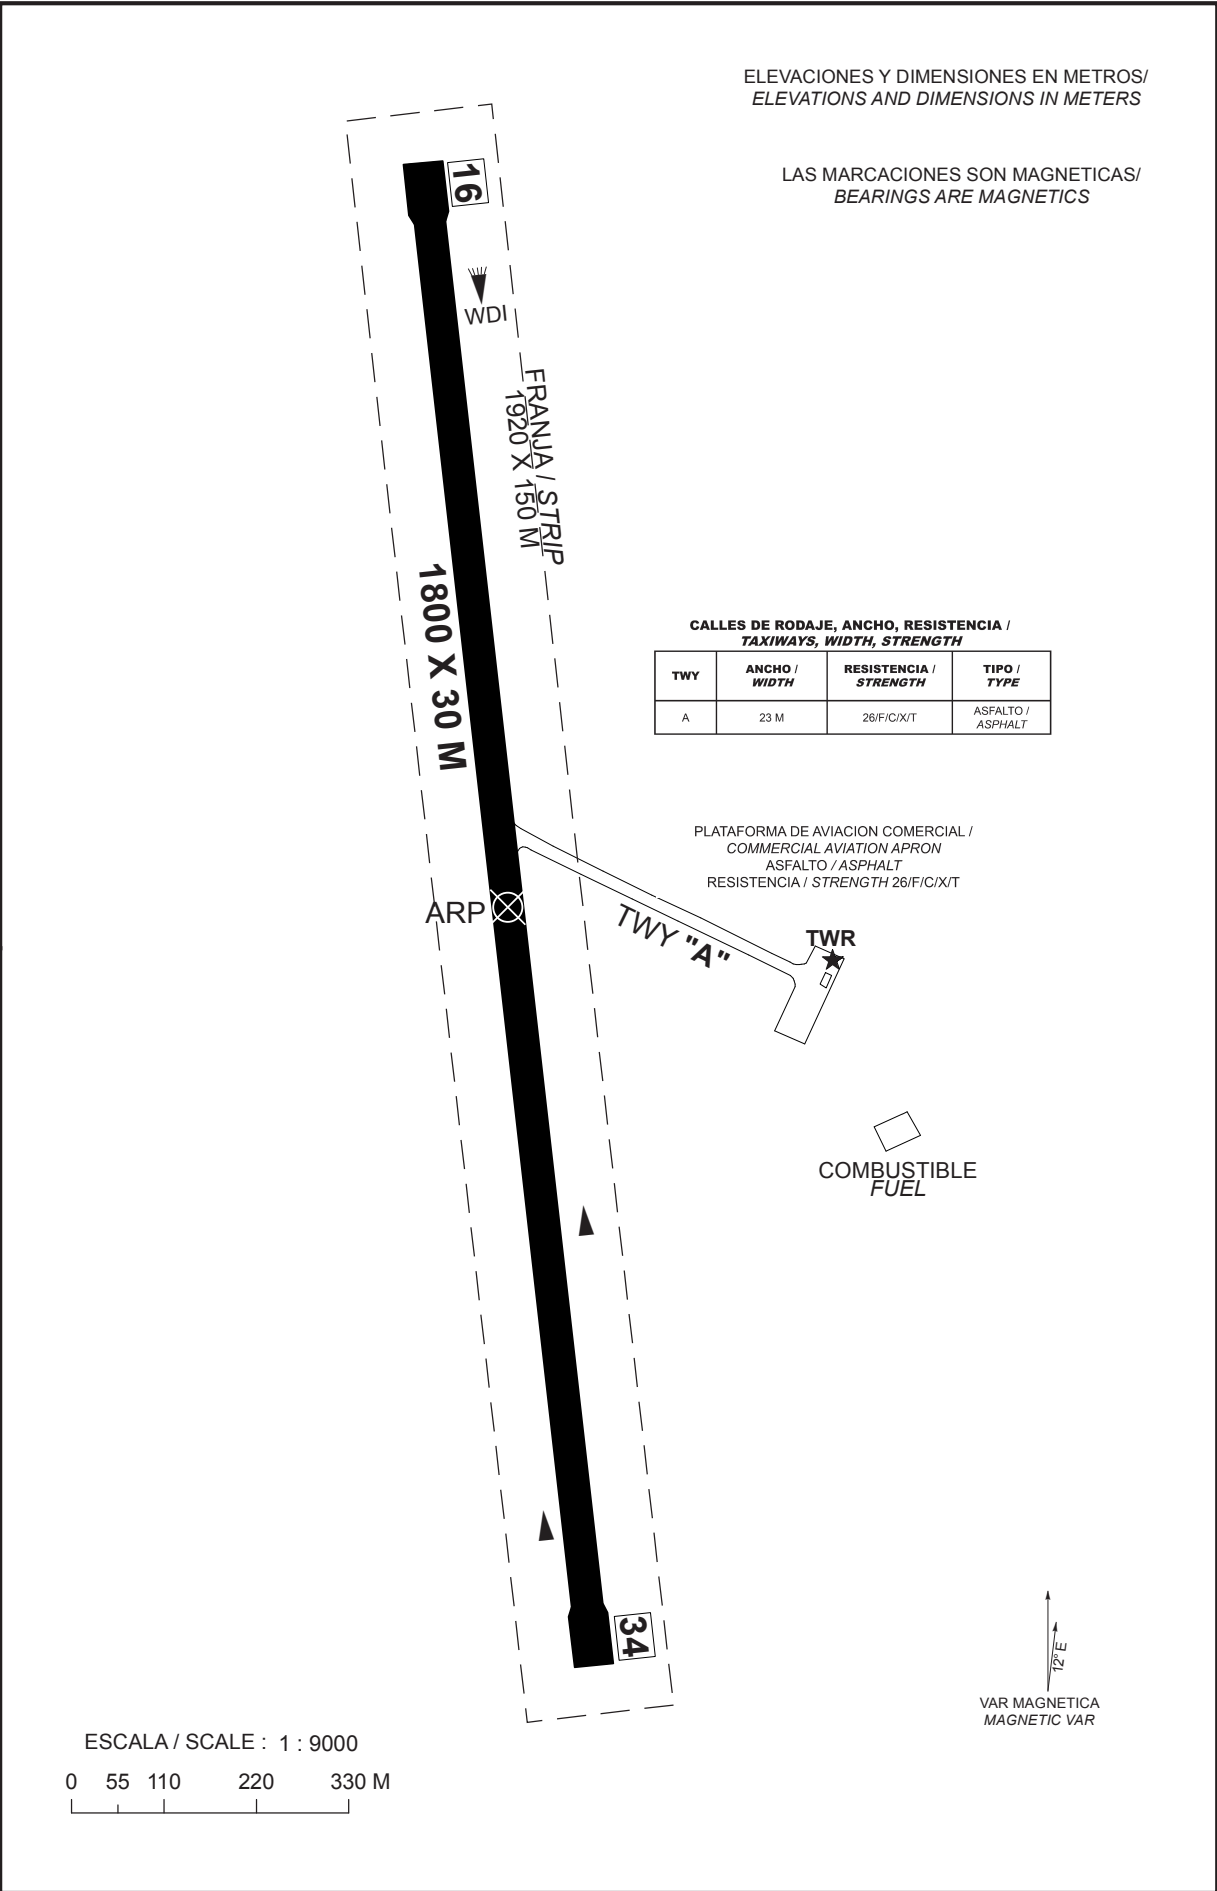 ELEVACIONES Y DIMENSIONES EN METROS/
ELEVATIONS AND DIMENSIONS IN METERS
LAS MARCACIONES SON MAGNETICAS/
BEARINGS ARE MAGNETICS
16
WDI
FRANJA / STRIP
1920 X 150 M
1800 X 30 M
CALLES DE RODAJE, ANCHO, RESISTENCIA /
TAXIWAYS, WIDTH, STRENGTH
TWY
ANCHO /
WIDTH
RESISTENCIA /
STRENGTH
TIPO /
TYPE
A
23 M
26/F/C/X/T
ASFALTO /
ASPHALT
PLATAFORMA DE AVIACION COMERCIAL /
COMMERCIAL AVIATION APRON
ASFALTO / ASPHALT
RESISTENCIA / STRENGTH 26/F/C/X/T
ARP
TWY "A"
TWR
COMBUSTIBLE
FUEL
34
12° E
VAR MAGNETICA
MAGNETIC VAR
ESCALA / SCALE : 1 : 9000
0 55 110 220 330 M